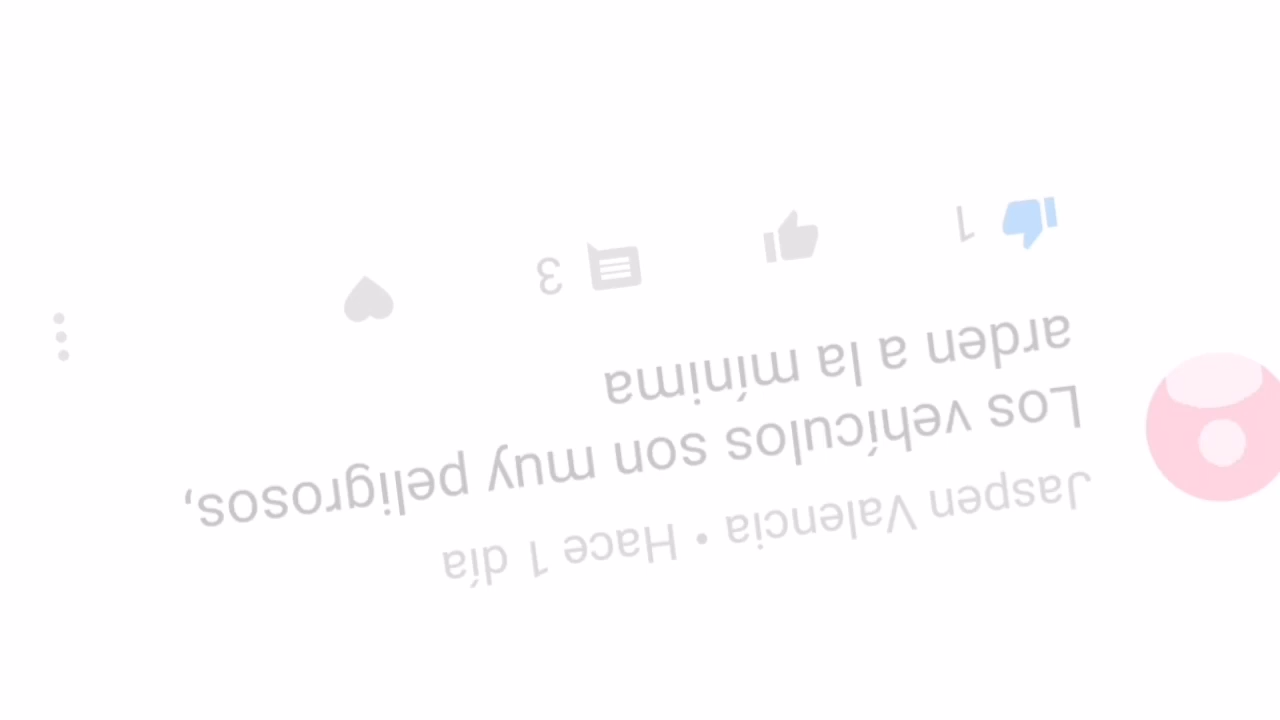 Jaspen Valencia • Hace 1 día
Los vehículos son muy peligrosos,
arden a la mínima
1
3